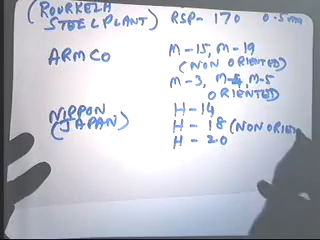 (ROURKELA
STEEL PLANT) RSP- 170 0.5 mm
ARMCO M-15, M-19
(NON ORIENTED)
M-3, M-4, M-5
ORIENTED)
NIPPON H-14
(JAPAN) H-18 (NON ORIE
H-20